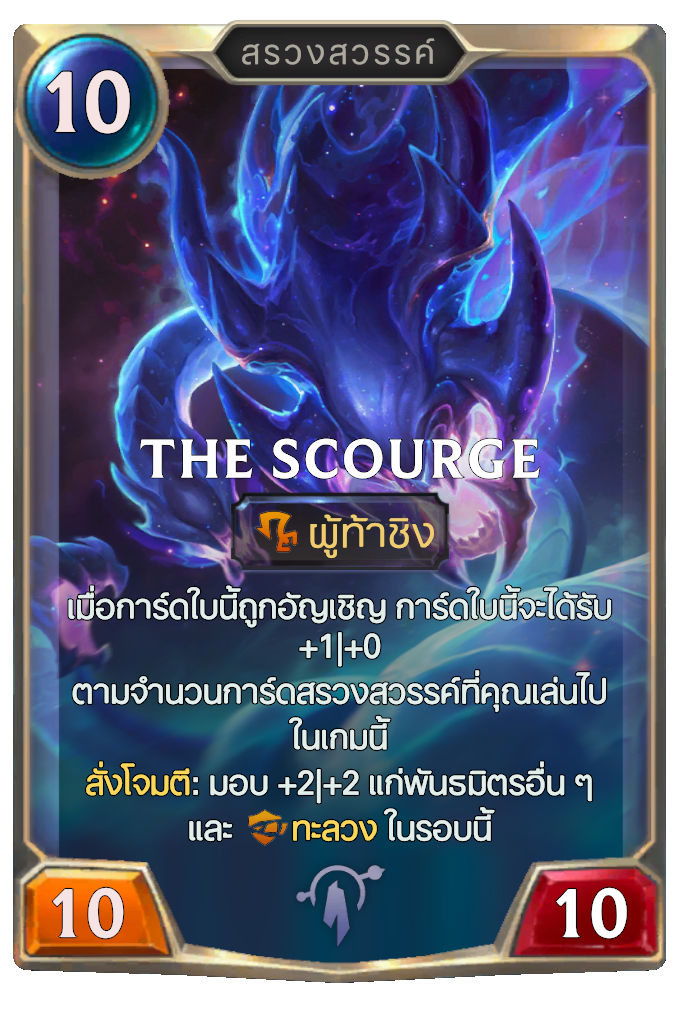 สรวงสวรรค์
10
THE SCOURGE
ผู้ท้าชิง
เมื่อการ์ดใบนี้ถูกอัญเชิญ การ์ดใบนี้จะได้รับ
+1|+0
ตามจำนวนการ์ดสรวงสวรรค์ที่คุณเล่นไป
ในเกมนี้
สั่งโจมตี: มอบ +2|+2 แก่พันธมิตรอื่น ๆ
และ ทะลวง ในรอบนี้
10
10